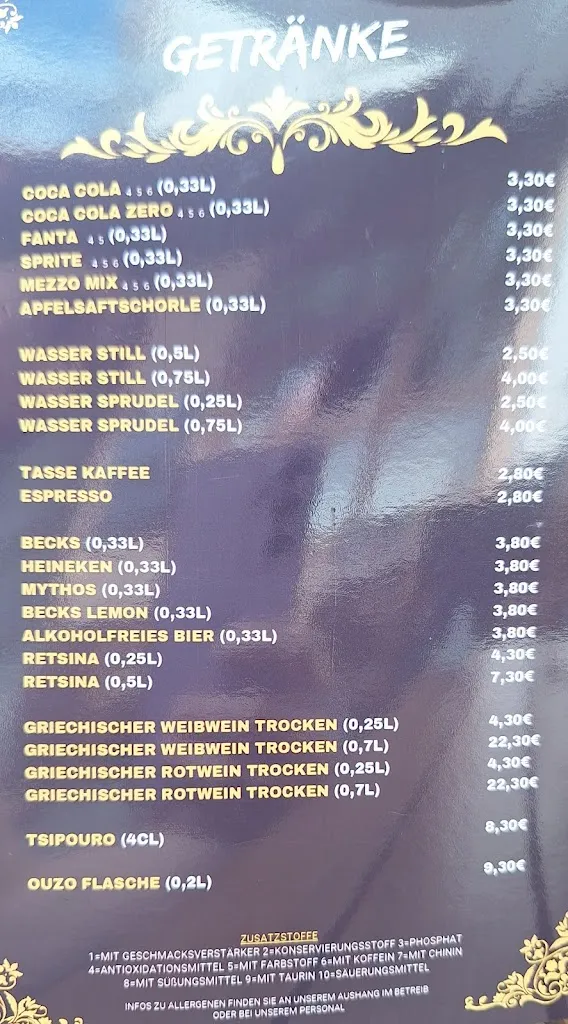 GETRÄNKE
COCA COLA 4 5 6 (0,33L) 3,30€
COCA COLA ZERO 4 5 6 (0,33L) 3,30€
FANTA 4 5 (0,33L) 3,30€
SPRITE 4 5 6 (0,33L) 3,30€
MEZZO MIX 4 5 6 (0,33L) 3,30€
APFELSAFTSCHORLE (0,33L) 3,30€
WASSER STILL (0,5L) 2,50€
WASSER STILL (0,75L) 4,00€
WASSER SPRUDEL (0,25L) 2,50€
WASSER SPRUDEL (0,75L) 4,00€
TASSE KAFFEE 2,80€
ESPRESSO 2,80€
BECKS (0,33L) 3,80€
HEINEKEN (0,33L) 3,80€
MYTHOS (0,33L) 3,80€
BECKS LEMON (0,33L) 3,80€
ALKOHOLFREIES BIER (0,33L) 3,80€
RETSINA (0,25L) 4,30€
RETSINA (0,5L) 7,30€
GRIECHISCHER WEIBWEIN TROCKEN (0,25L) 4,30€
GRIECHISCHER WEIBWEIN TROCKEN (0,7L) 22,30€
GRIECHISCHER ROTWEIN TROCKEN (0,25L) 4,30€
GRIECHISCHER ROTWEIN TROCKEN (0,7L) 22,30€
TSIPOURO (4CL) 8,30€
OUZO FLASCHE (0,2L) 9,30€
ZUSATZSTOFFE
1=MIT GESCHMACKSVERSTÄRKER 2=KONSERVIERUNGSSTOFF 3=PHOSPHAT
4=ANTIOXIDATIONSMITTEL 5=MIT FARBSTOFF 6=MIT KOFFEIN 7=MIT CHININ
8=MIT SÜßUNGSMITTEL 9=MIT TAURIN 10=SÄUERUNGSMITTEL
INFOS ZU ALLERGENEN FINDEN SIE AN UNSEREM AUSHANG IM BETREIB
ODER BEI UNSEREM PERSONAL